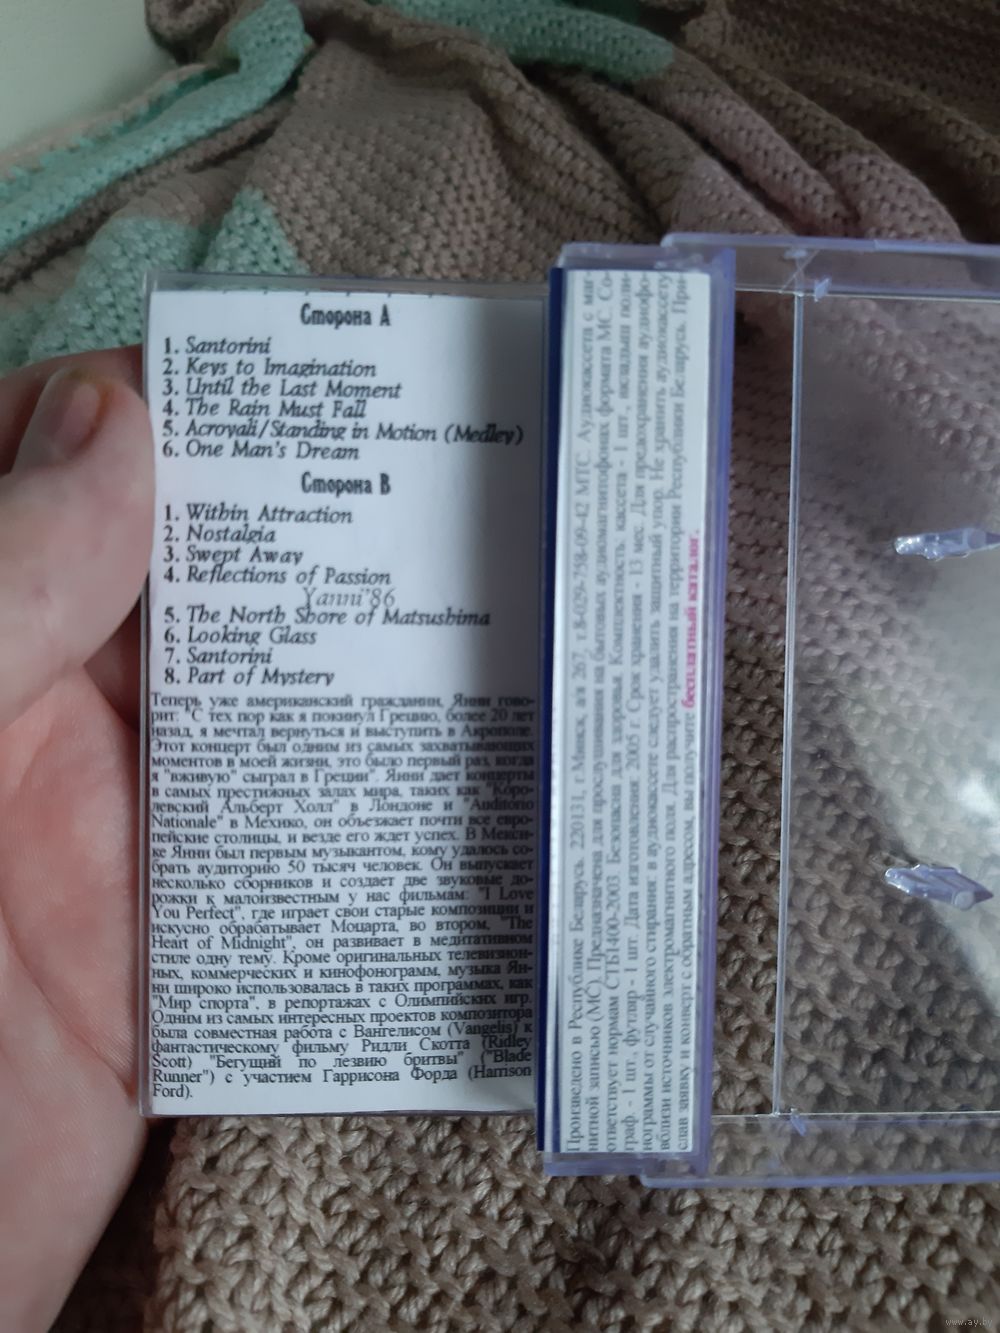 Сторона A
1. Santorini
2. Keys to Imagination
3. Until the Last Moment
4. The Rain Must Fall
5. Acroyali/Standing in Motion (Medley)
6. One Man's Dream
Сторона B
1. Within Attraction
2. Nostalgia
3. Swept Away
4. Reflections of Passion
Yanni'86
5. The North Shore of Matsushima
6. Looking Glass
7. Santorini
8. Part of Mystery
Теперь уже американский гражданин, Янни гово-
рит: "С тех пор как я покинул Грецию, более 20 лет
назад, я мечтал вернуться и выступить в Акрополе.
Этот концерт был одним из самых захватывающих
моментов в моей жизни, это было первый раз, когда
я "вживую" сыграл в Греции". Янни дает концерты
в самых престижных залах мира, таких как "Коро-
левский Альберт Холл" в Лондоне и "Auditorio
Nationale" в Мехико, он объезжает почти все евро-
пейские столицы, и везде его ждет успех. В Мекси-
ке Янни был первым музыкантом, кому удалось со-
брать аудиторию 50 тысяч человек. Он выпускает
несколько сборников и создает две звуковые до-
рожки к малоизвестным у нас фильмам: "I Love
You Perfect", где играет свои старые композиции и
искусно обрабатывает Моцарта, во втором, "The
Heart of Midnight", он развивает в медитативном
стиле одну тему. Кроме оригинальных телевизион-
ных, коммерческих и кинофонограмм, музыка Ян-
ни широко использовалась в таких программах, как
"Мир спорта", в репортажах с Олимпийских игр.
Одним из самых интересных проектов композитора
была совместная работа с Вангелисом (Vangelis) к
фантастическому фильму Ридли Скотта (Ridley
Scott) "Бегущий по лезвию бритвы" ("Blade
Runner") с участием Гаррисона Форда (Harrison
Ford).
Произведено в Республике Беларусь. 220131, г.Минск, а/я 267, т.8-029-758-09-42 МТС. Аудиокассета с маг-
нитной записью (МС). Предназначена для прослушивания на бытовых аудиомагнитофонах формата МС. Со-
ответствует нормам СТБ1400-2003. Безопасна для здоровья. Комплектность: кассета - 1 шт., вкладыш поли-
граф. - 1 шт., футляр - 1 шт. Дата изготовления: 2005 г. Срок хранения - 13 мес. Для предохранения аудиофо-
нограммы от случайного стирания: в аудиокассете следует удалить защитный упор. Не хранить аудиокассету
вблизи источников электромагнитного поля. Для распространения на территории Республики Беларусь. При-
слав заявку и конверт с обратным адресом, вы получите бесплатный каталог.
www.ay.by